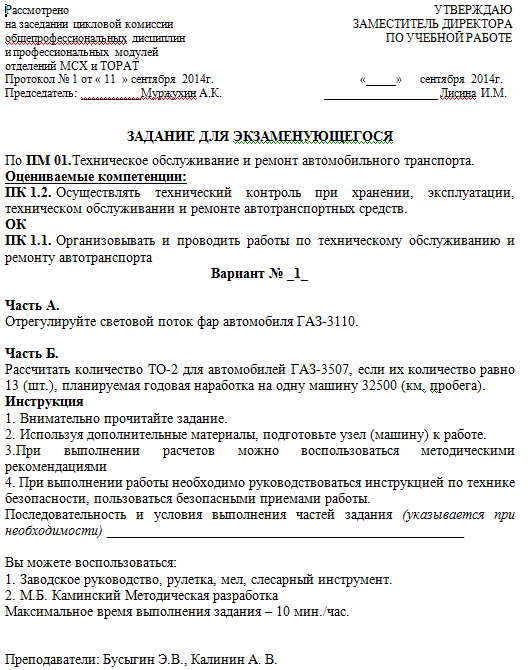 Рассмотрено УТВЕРЖДАЮ
на заседании цикловой комиссии ЗАМЕСТИТЕЛЬ ДИРЕКТОРА
общепрофессиональных дисциплин ПО УЧЕБНОЙ РАБОТЕ
и профессиональных модулей
отделений МСХ и ТОРАТ
Протокол № 1 от « 11 » сентября 2014г. «_____» сентября 2014г.
Председатель: __________Муржухин А.К. __________________ Лисина И.М.
ЗАДАНИЕ ДЛЯ ЭКЗАМЕНУЮЩЕГОСЯ
По ПМ 01.Техническое обслуживание и ремонт автомобильного транспорта.
Оцениваемые компетенции:
ПК 1.2. Осуществлять технический контроль при хранении, эксплуатации,
техническом обслуживании и ремонте автотранспортных средств.
ОК
ПК 1.1. Организовывать и проводить работы по техническому обслуживанию и
ремонту автотранспорта
Вариант № _1_
Часть А.
Отрегулируйте световой поток фар автомобиля ГАЗ-3110.
Часть Б.
Рассчитать количество ТО-2 для автомобилей ГАЗ-3507, если их количество равно
13 (шт.), планируемая годовая наработка на одну машину 32500 (км, пробега).
Инструкция
1. Внимательно прочитайте задание.
2. Используя дополнительные материалы, подготовьте узел (машину) к работе.
3.При выполнении расчетов можно воспользоваться методическими
рекомендациями
4. При выполнении работы необходимо руководствоваться инструкцией по технике
безопасности, пользоваться безопасными приемами работы.
Последовательность и условия выполнения частей задания (указывается при
необходимости) ___________________________________________________
Вы можете воспользоваться:
1. Заводское руководство, рулетка, мел, слесарный инструмент.
2. М.Б. Каминский Методическая разработка
Максимальное время выполнения задания – 10 мин./час.
Преподаватели: Бусыгин Э.В., Калинин А. В.